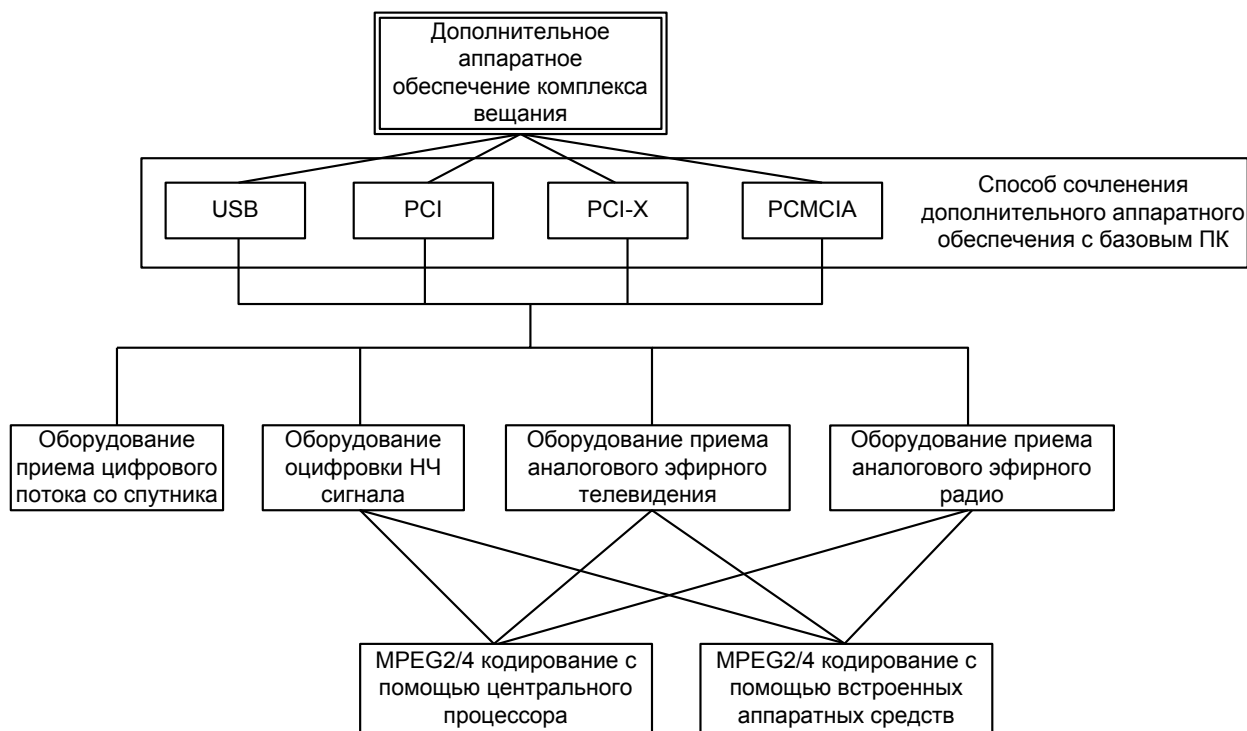 Дополнительное
аппаратное
обеспечение комплекса
вещания
USB
PCI
PCI-X
PCMCIA
Способ сочленения
дополнительного аппаратного
обеспечения с базовым ПК
Оборудование
приема цифрового
потока со спутника
Оборудование
оцифровки НЧ
сигнала
Оборудование приема
аналогового эфирного
телевидения
Оборудование приема
аналогового эфирного
радио
MPEG2/4 кодирование с
помощью центрального
процессора
MPEG2/4 кодирование с
помощью встроенных
аппаратных средств